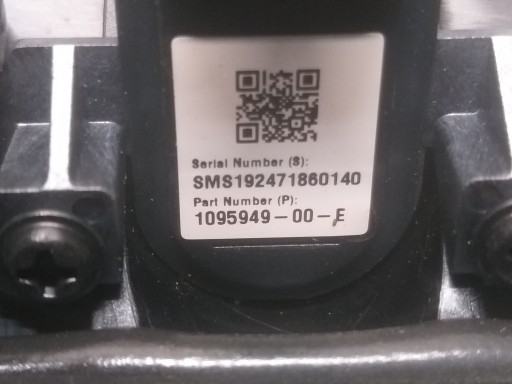 Serial Number (S):
SMS192471860140
Part Number (P):
1095949-00-E